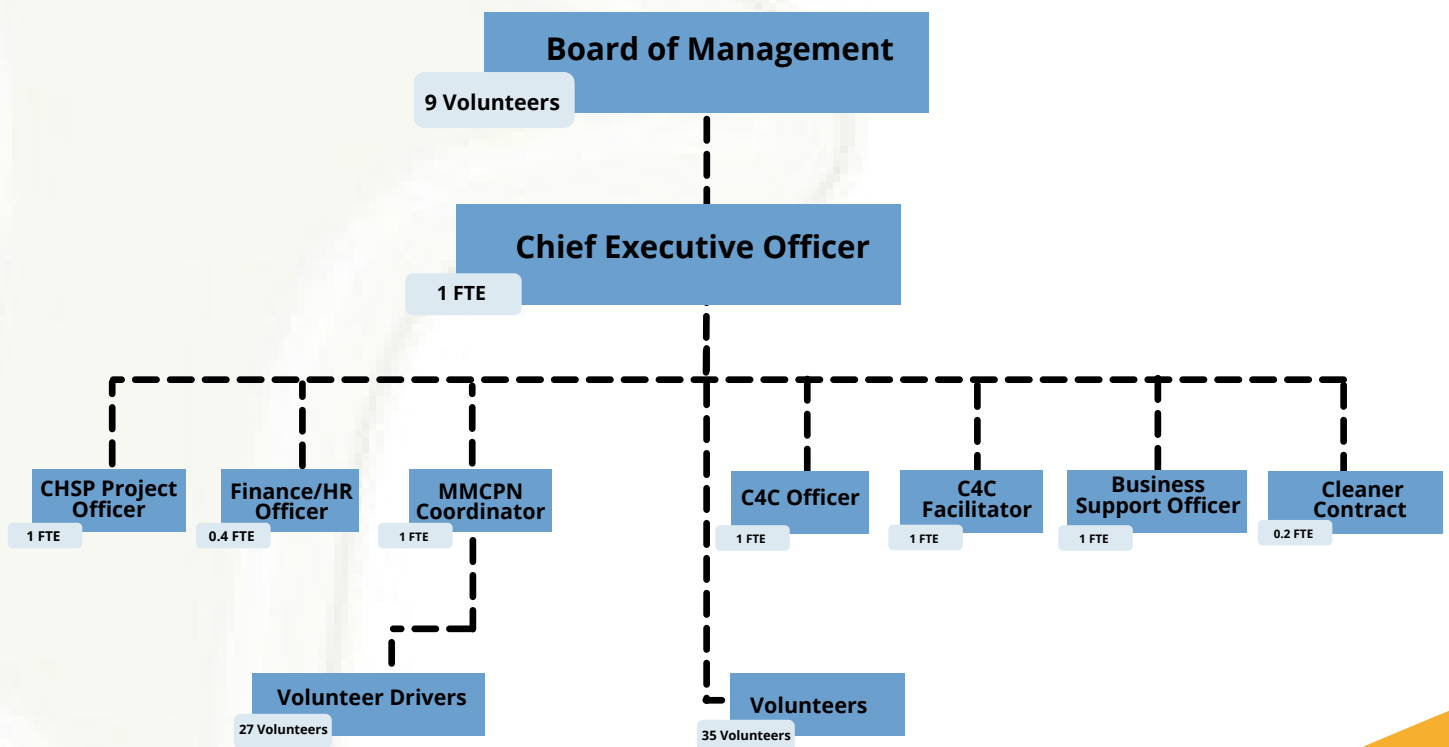 Board of Management
9 Volunteers
Chief Executive Officer
1 FTE
CHSP Project
Officer
1 FTE
Finance/HR
Officer
0.4 FTE
MMCPN
Coordinator
1 FTE
C4C Officer
1 FTE
C4C
Facilitator
1 FTE
Business
Support Officer
1 FTE
Cleaner
Contract
0.2 FTE
Volunteer Drivers
27 Volunteers
Volunteers
35 Volunteers